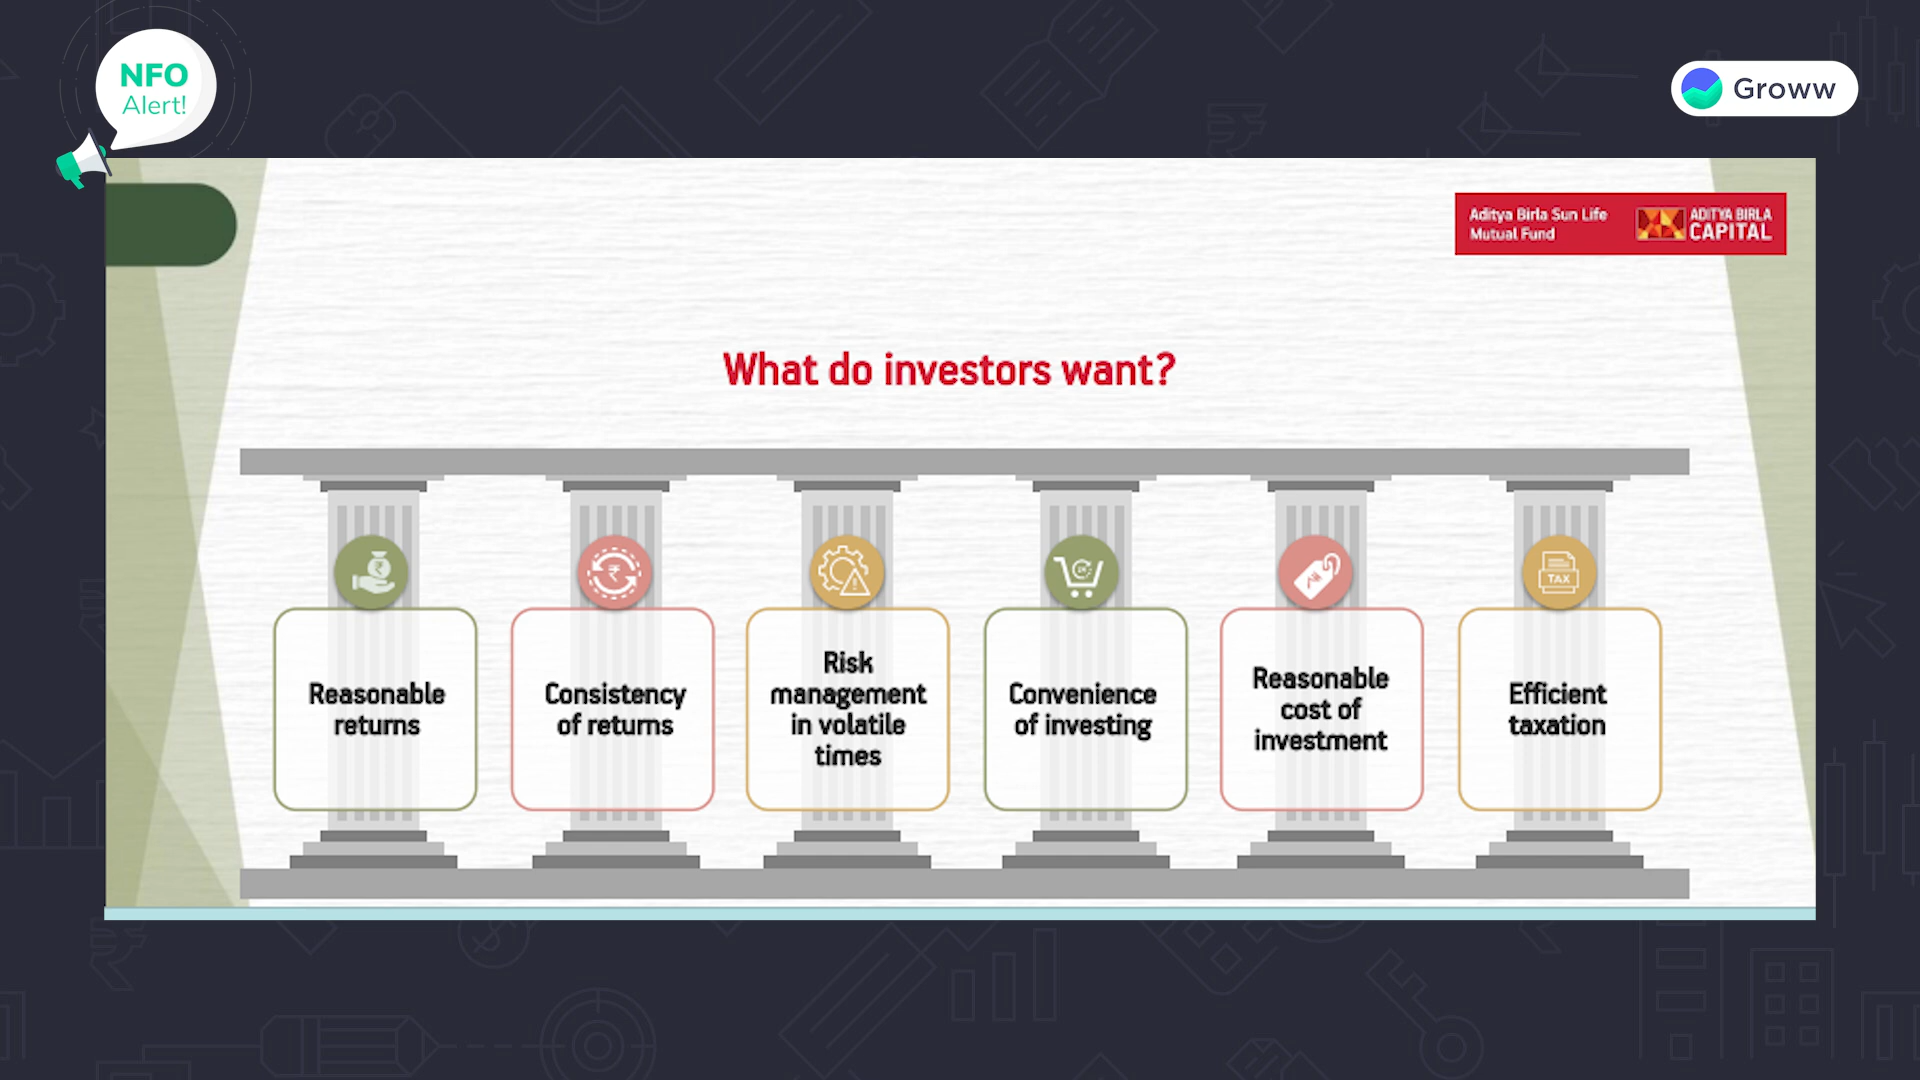 NFO
Alert!
Groww
Aditya Birla Sun Life
Mutual Fund
ADITYA BIRLA
CAPITAL
What do investors want?
Reasonable
returns
Consistency
of returns
Risk
management
in volatile
times
Convenience
of investing
Reasonable
cost of
investment
TAX
Efficient
taxation